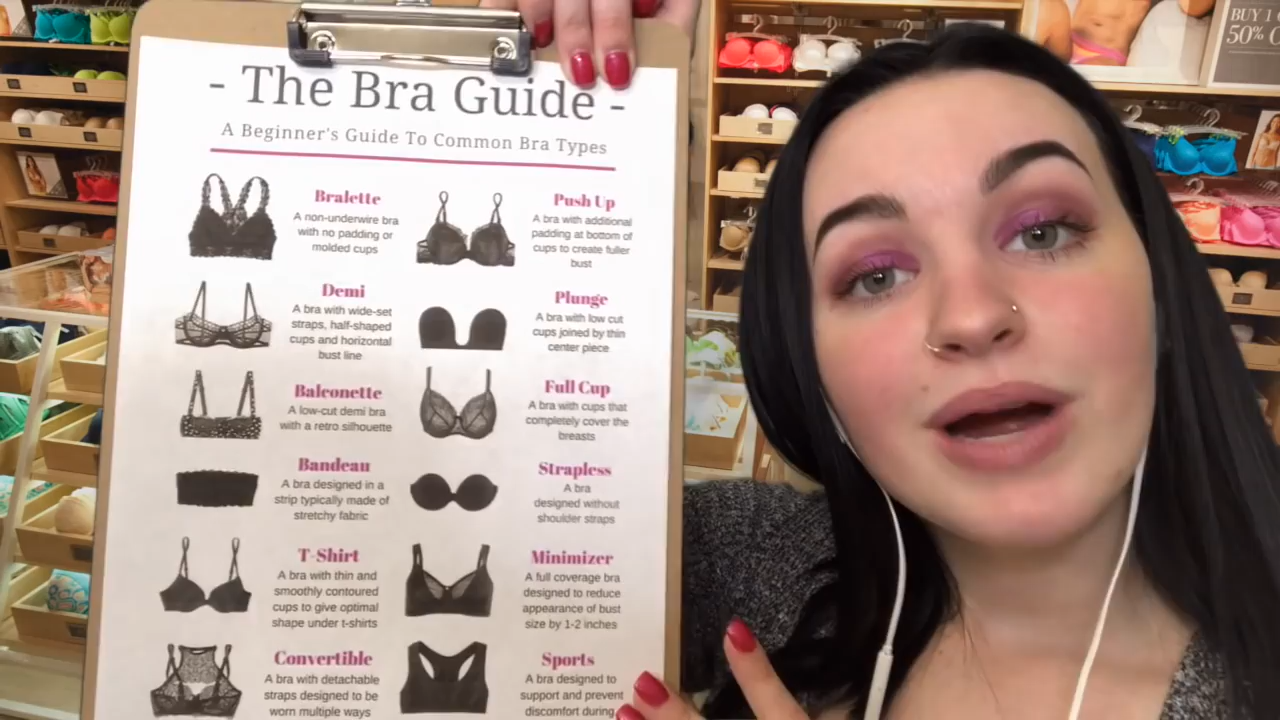 - The Bra Guide -
A Beginner's Guide To Common Bra Types
Bralette
A non-underwire bra
with no padding or
molded cups
Push Up
A bra with additional
padding at bottom of
cups to create fuller
bust
Demi
A bra with wide-set
straps, half-shaped
cups and horizontal
bust line
Plunge
A bra with low cut
cups joined by thin
center piece
Balconette
A low-cut demi bra
with a retro silhouette
Full Cup
A bra with cups that
completely cover the
breasts
Bandeau
A bra designed in a
strip typically made of
stretchy fabric
Strapless
A bra
designed without
shoulder straps
T-Shirt
A bra with thin and
smoothly contoured
cups to give optimal
shape under t-shirts
Minimizer
A full coverage bra
designed to reduce
appearance of bust
size by 1-2 inches
Convertible
A bra with detachable
straps designed to be
worn multiple ways
Sports
A bra designed to
support and prevent
discomfort during
BUY 1
50%